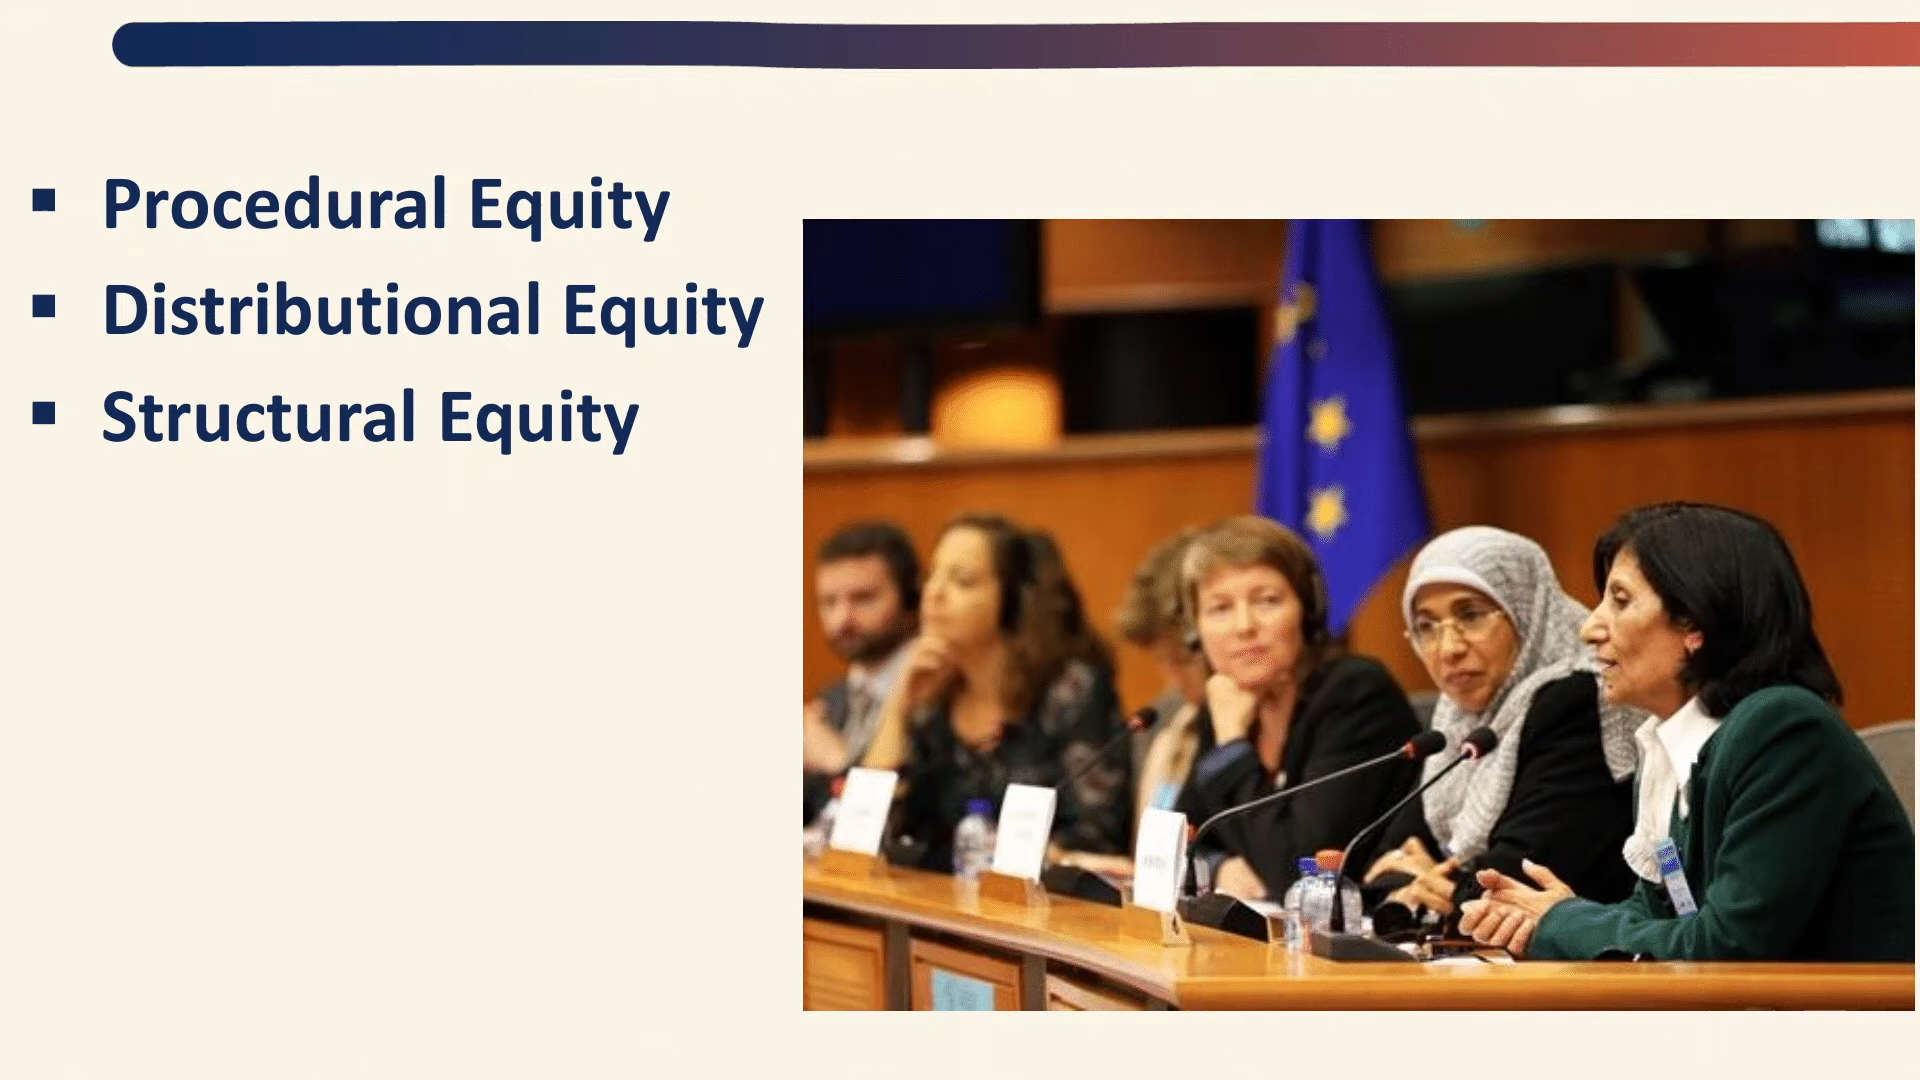 ▪ Procedural Equity
▪ Distributional Equity
▪ Structural Equity